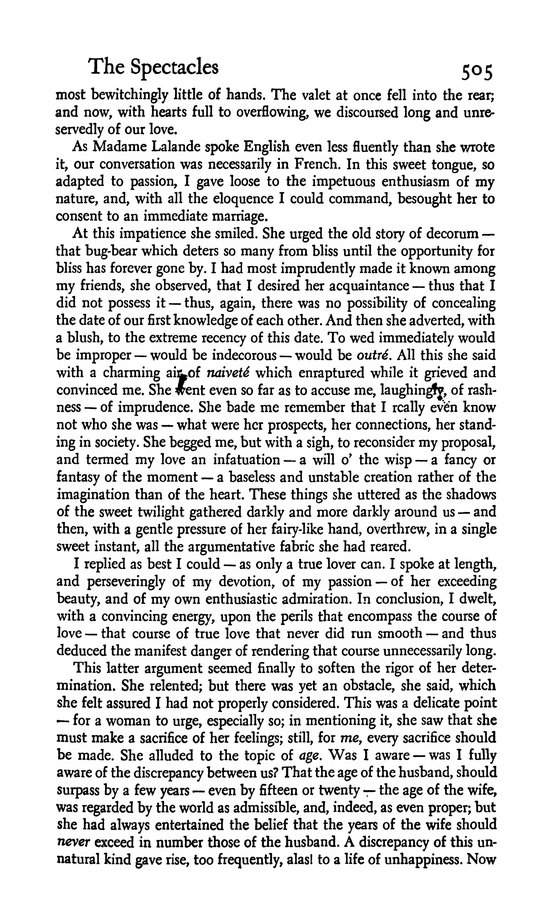 The Spectacles 505
most bewitchingly little of hands. The valet at once fell into the rear;
and now, with hearts full to overflowing, we discoursed long and unre-
servedly of our love.
As Madame Lalande spoke English even less fluently than she wrote
it, our conversation was necessarily in French. In this sweet tongue, so
adapted to passion, I gave loose to the impetuous enthusiasm of my
nature, and, with all the eloquence I could command, besought her to
consent to an immediate marriage.
At this impatience she smiled. She urged the old story of decorum —
that bug-bear which deters so many from bliss until the opportunity for
bliss has forever gone by. I had most imprudently made it known among
my friends, she observed, that I desired her acquaintance — thus that I
did not possess it — thus, again, there was no possibility of concealing
the date of our first knowledge of each other. And then she adverted, with
a blush, to the extreme recency of this date. To wed immediately would
be improper — would be indecorous — would be outré. All this she said
with a charming air of naiveté which enraptured while it grieved and
convinced me. She went even so far as to accuse me, laughingly, of rash-
ness — of imprudence. She bade me remember that I really even know
not who she was — what were her prospects, her connections, her stand-
ing in society. She begged me, but with a sigh, to reconsider my proposal,
and termed my love an infatuation — a will o' the wisp — a fancy or
fantasy of the moment — a baseless and unstable creation rather of the
imagination than of the heart. These things she uttered as the shadows
of the sweet twilight gathered darkly and more darkly around us — and
then, with a gentle pressure of her fairy-like hand, overthrew, in a single
sweet instant, all the argumentative fabric she had reared.
I replied as best I could — as only a true lover can. I spoke at length,
and perseveringly of my devotion, of my passion — of her exceeding
beauty, and of my own enthusiastic admiration. In conclusion, I dwelt,
with a convincing energy, upon the perils that encompass the course of
love — that course of true love that never did run smooth — and thus
deduced the manifest danger of rendering that course unnecessarily long.
This latter argument seemed finally to soften the rigor of her deter-
mination. She relented; but there was yet an obstacle, she said, which
she felt assured I had not properly considered. This was a delicate point
— for a woman to urge, especially so; in mentioning it, she saw that she
must make a sacrifice of her feelings; still, for me, every sacrifice should
be made. She alluded to the topic of age. Was I aware — was I fully
aware of the discrepancy between us? That the age of the husband, should
surpass by a few years — even by fifteen or twenty — the age of the wife,
was regarded by the world as admissible, and, indeed, as even proper; but
she had always entertained the belief that the years of the wife should
never exceed in number those of the husband. A discrepancy of this un-
natural kind gave rise, too frequently, alas! to a life of unhappiness. Now